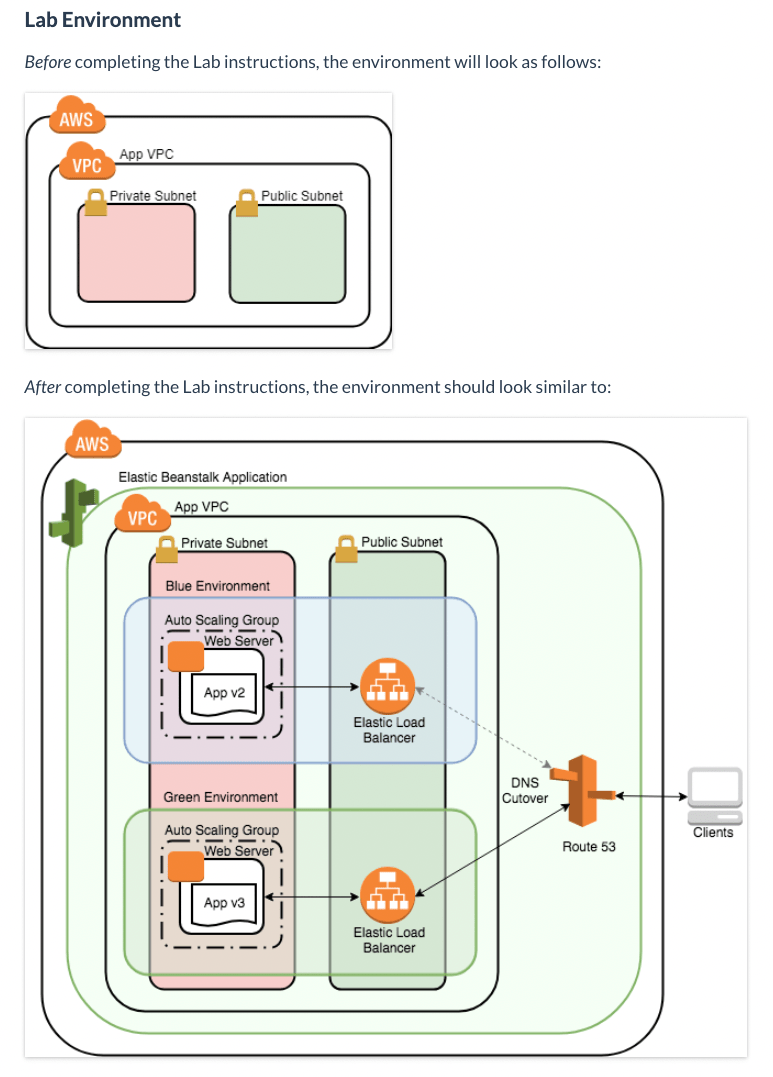 Lab Environment
Before completing the Lab instructions, the environment will look as follows:
AWS
App VPC
VPC
Private Subnet
Public Subnet
After completing the Lab instructions, the environment should look similar to:
AWS
Elastic Beanstalk Application
App VPC
VPC
Private Subnet
Public Subnet
Blue Environment
Auto Scaling Group
Web Server
App v2
Elastic Load
Balancer
DNS
Cutover
Route 53
Clients
Green Environment
Auto Scaling Group
Web Server
App v3
Elastic Load
Balancer